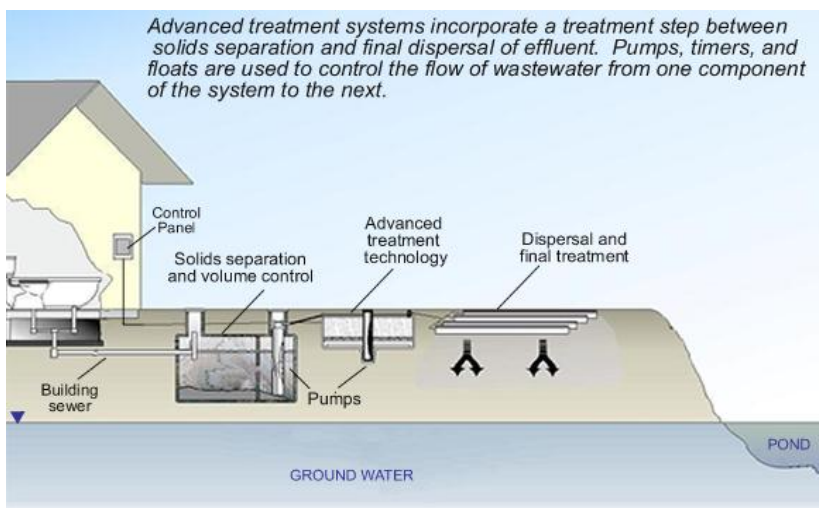 Advanced treatment systems incorporate a treatment step between
solids separation and final dispersal of effluent. Pumps, timers, and
floats are used to control the flow of wastewater from one component
of the system to the next.
Control
Panel
Solids separation
and volume control
Advanced
treatment
technology
Dispersal and
final treatment
Building
sewer
Pumps
GROUND WATER
POND